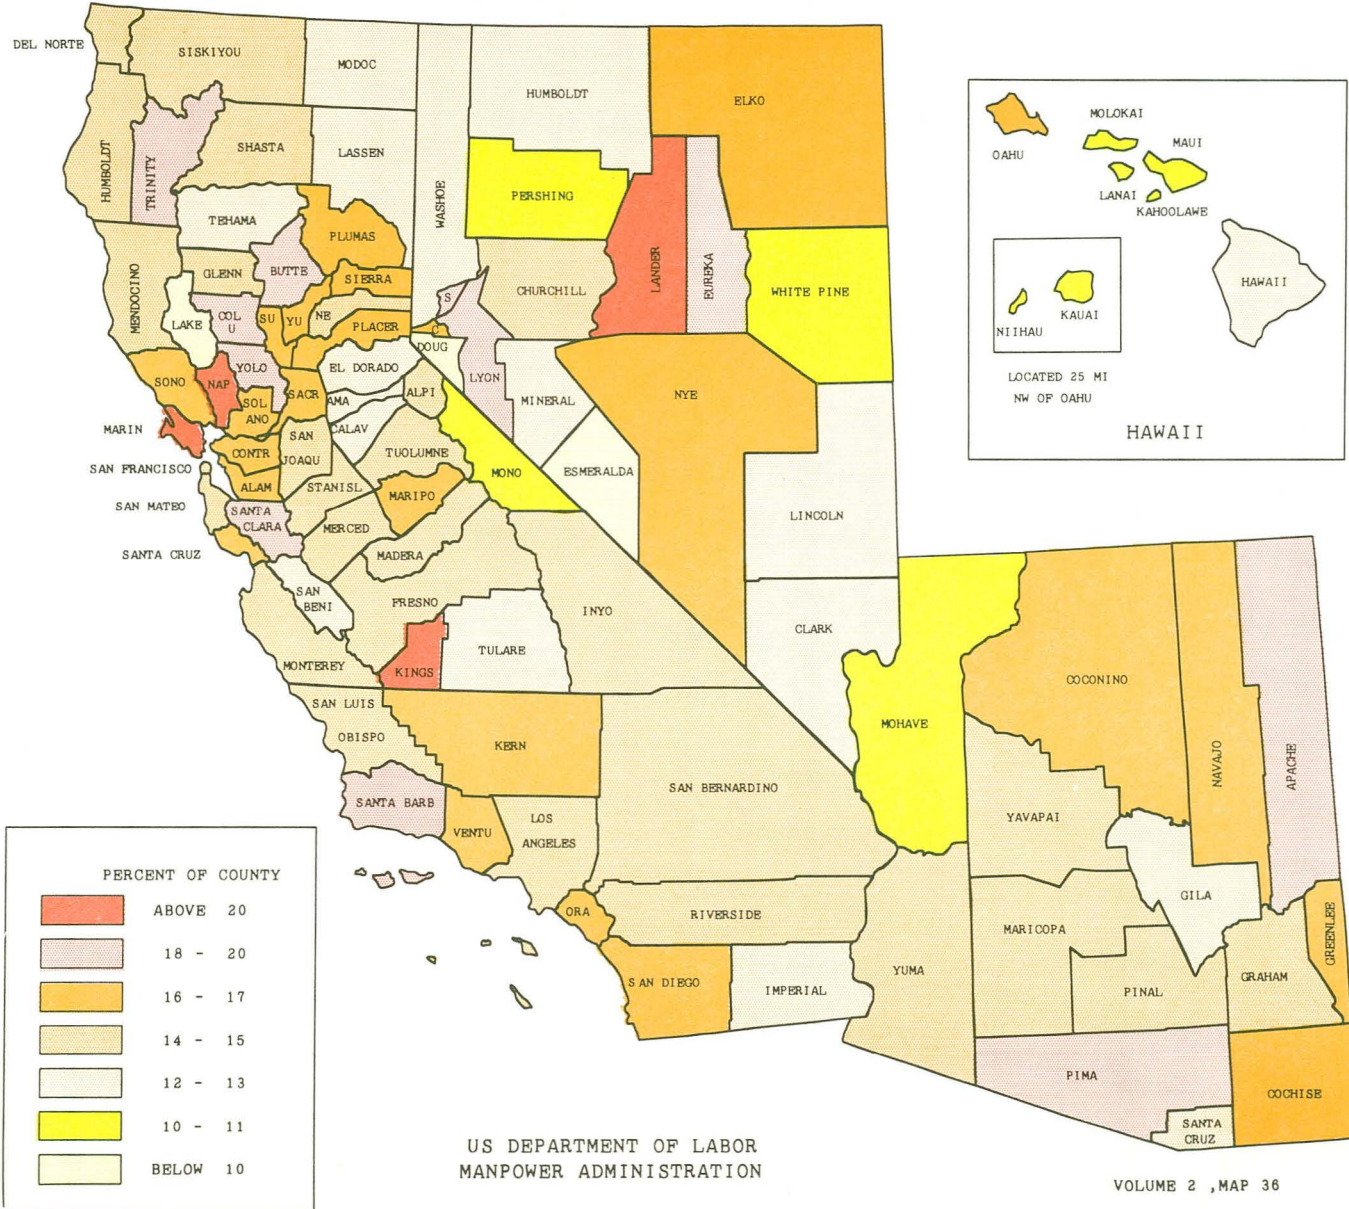 DEL NORTE
SISKIYOU
MODOC
HUMBOLDT
TRINITY
SHASTA
LASSEN
WASHOE
HUMBOLDT
ELKO
PERSHING
LANDER
EUREKA
WHITE PINE
TEHAMA
PLUMAS
MENDOCINO
GLENN
BUTTE
SIERRA
CHURCHILL
LAKE
COL
U
SU
YU
NE
PLACER
S
C
DOUG
LYON
MINERAL
NYE
SONO
NAP
YOLO
EL DORADO
SOL
ANO
SACR
AMA
ALPI
MARIN
CALAV
SAN
JOAQU
TUOLUMNE
MONO
ESMERALDA
LINCOLN
CONTR
SAN FRANCISCO
ALAM
STANISL
MARIPO
SAN MATEO
SANTA
CLARA
MERCED
SANTA CRUZ
MADERA
SAN
BENI
FRESNO
INYO
CLARK
MONTEREY
KINGS
TULARE
SAN LUIS
OBISPO
KERN
SAN BERNARDINO
SANTA BARB
VENTU
LOS
ANGELES
ORA
RIVERSIDE
SAN DIEGO
IMPERIAL
MOHAVE
COCONINO
NAVAJO
APACHE
YAVAPAI
GILA
MARICOPA
YUMA
PINAL
GRAHAM
GREENLEE
PIMA
SANTA
CRUZ
COCHISE
OAHU
MOLOKAI
MAUI
LANAI
KAHOOLAWE
HAWAII
NIIHAU
KAUAI
LOCATED 25 MI
NW OF OAHU
HAWAII
PERCENT OF COUNTY
ABOVE 20
18 - 20
16 - 17
14 - 15
12 - 13
10 - 11
BELOW 10
US DEPARTMENT OF LABOR
MANPOWER ADMINISTRATION
VOLUME 2 ,MAP 36